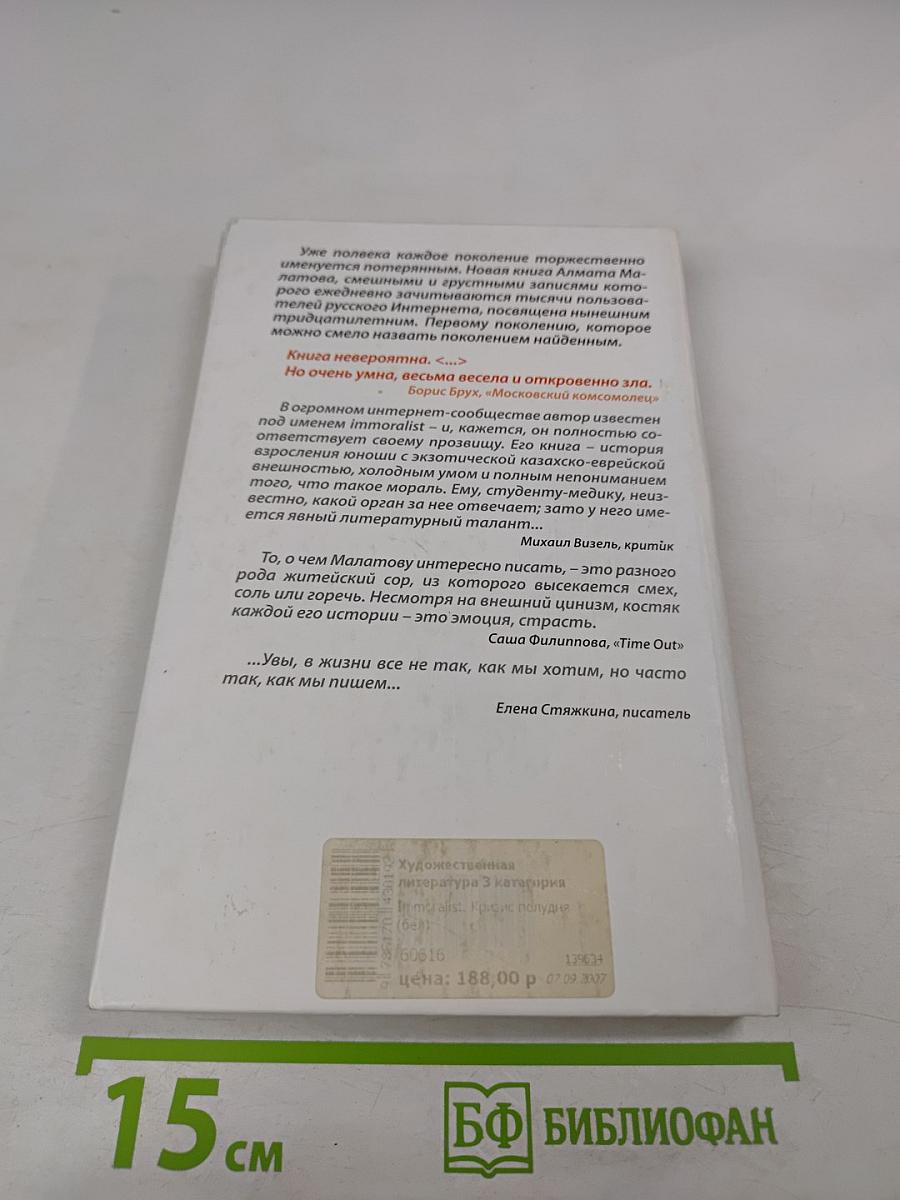 Уже полвека каждое поколение торжественно
именуется потерянным. Новая книга Алмата Ма-
латова, смешными и грустными записями кото-
рого ежедневно зачитываются тысячи пользова-
телей русского Интернета, посвящена нынешним
тридцатилетним. Первому поколению, которое
можно смело назвать поколением найденным.
Книга невероятна. <...>
Но очень умна, весьма весела и откровенно зла.
Борис Брух, «Московский комсомолец»
В огромном интернет-сообществе автор известен
под именем immoralist – и, кажется, он полностью со-
ответствует своему прозвищу. Его книга – история
взросления юноши с экзотической казахско-еврейской
внешностью, холодным умом и полным непониманием
того, что такое мораль. Ему, студенту-медику, неиз-
вестно, какой орган за нее отвечает; зато у него име-
ется явный литературный талант...
Михаил Визель, критик
То, о чем Малатову интересно писать, – это разного
рода житейский сор, из которого высекается смех,
соль или горечь. Несмотря на внешний цинизм, костяк
каждой его истории – это эмоция, страсть.
Саша Филиппова, «Time Out»
...Увы, в жизни все не так, как мы хотим, но часто
так, как мы пишем...
Елена Стяжкина, писатель
Художественная
литература 3 категория
Immoralist. Кризис полудня
(бел)
60616
139634
цена: 188,00 р 07.09.2007
15 см
БФ БИБЛИОФАН